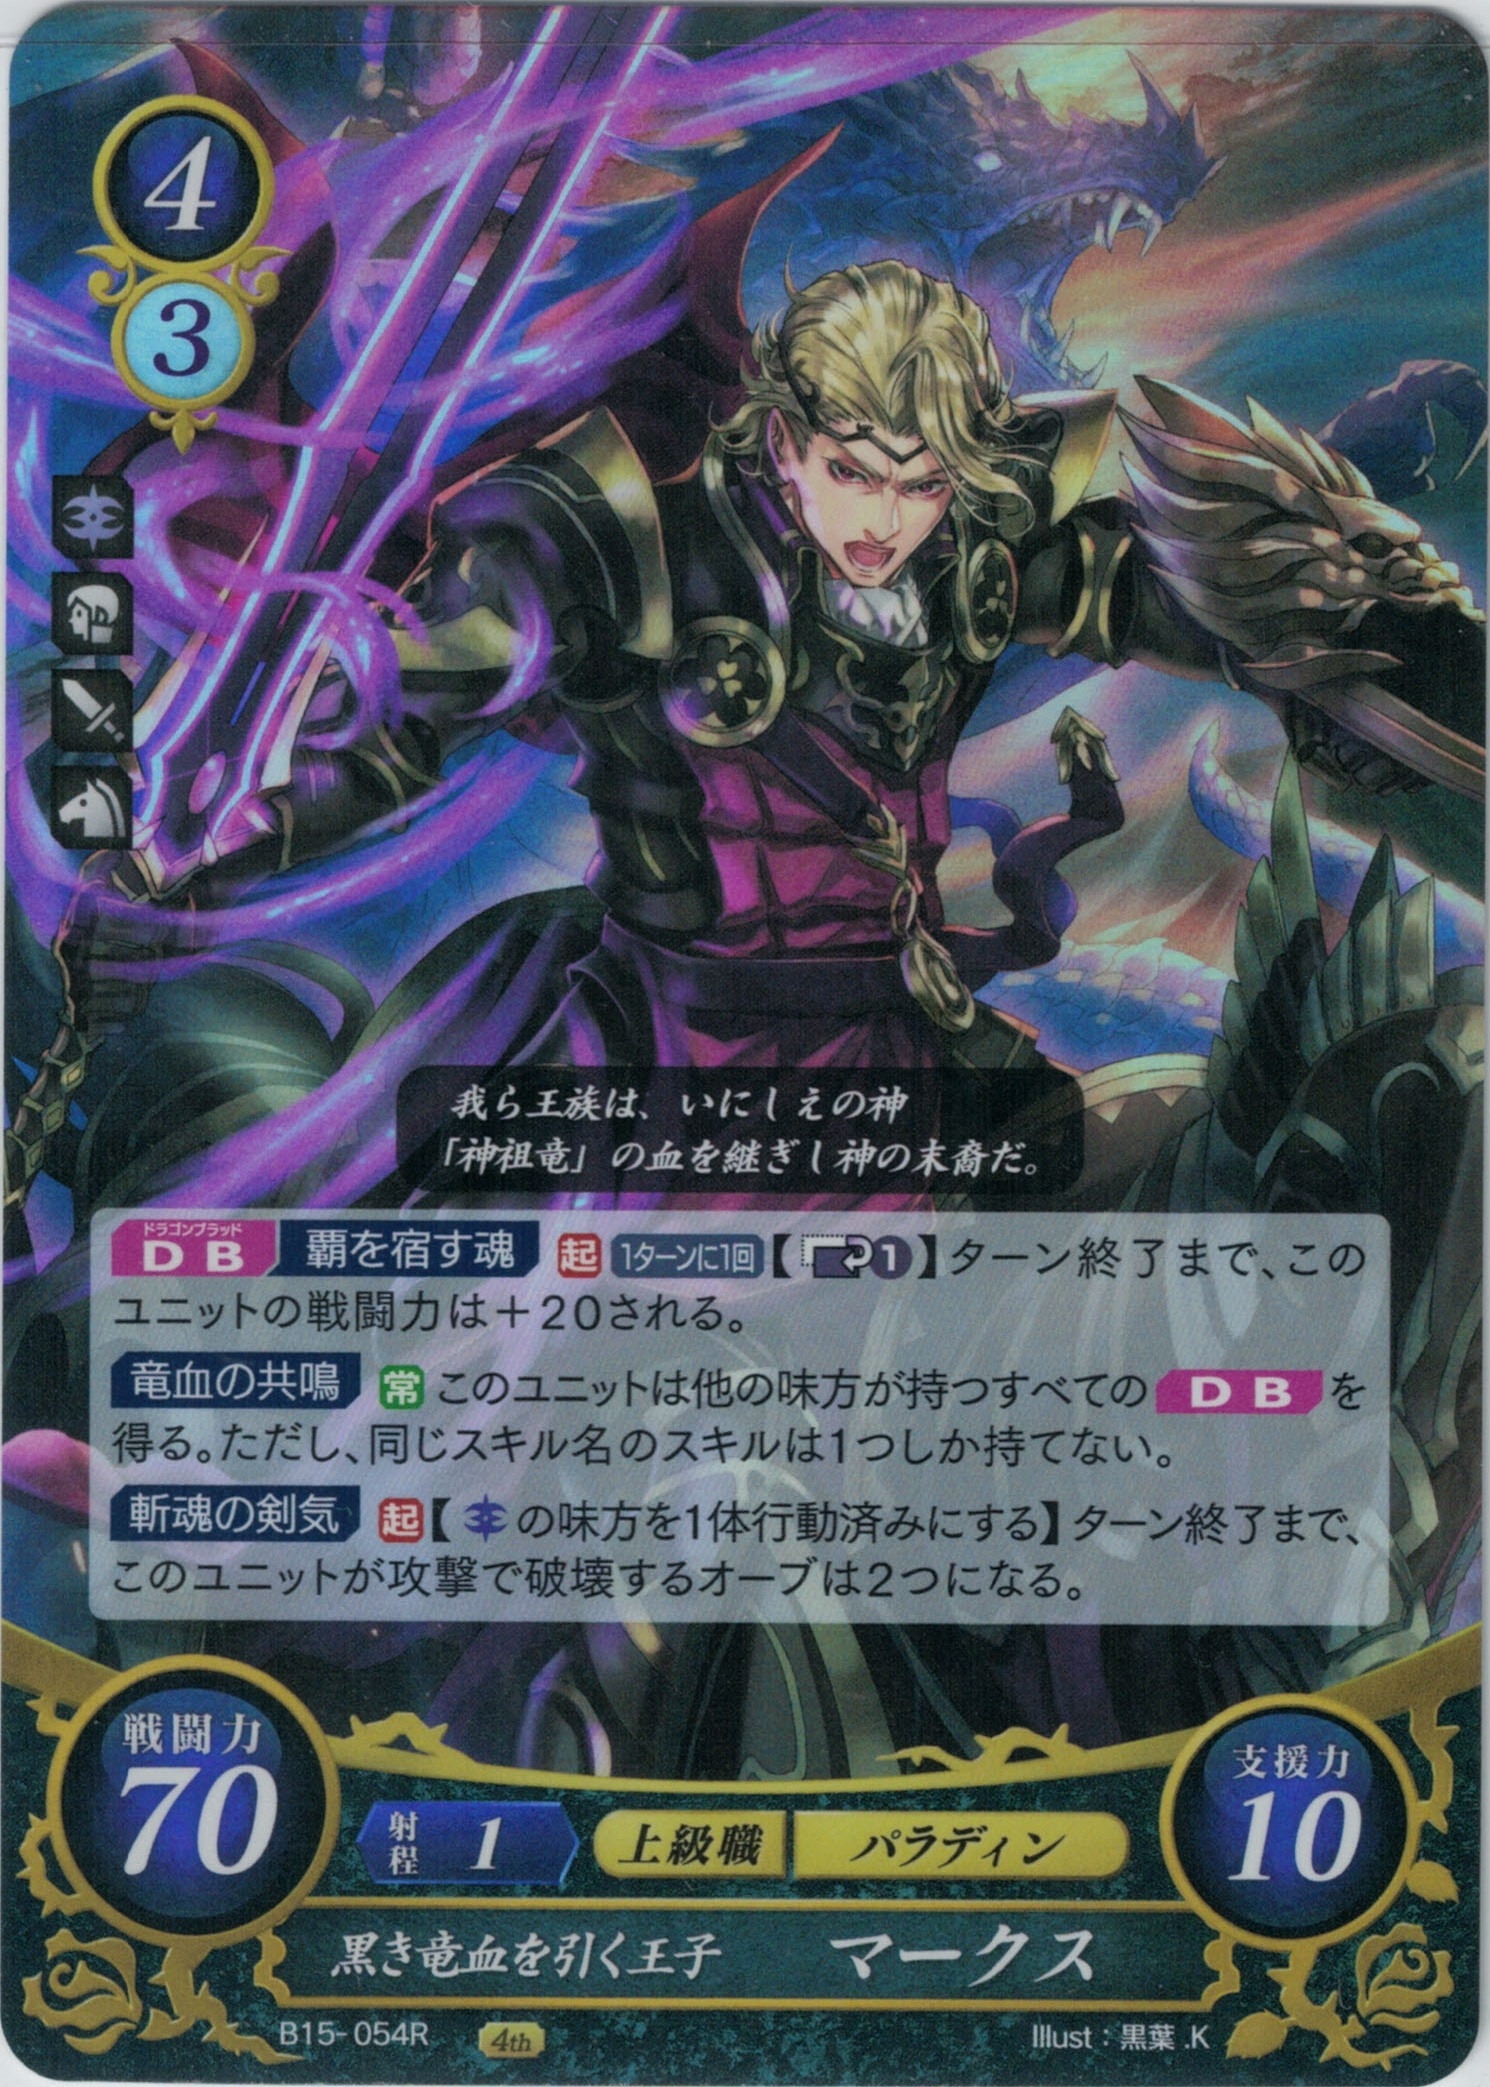 4
3
我ら王族は、いにしえの神
「神祖竜」の血を継ぎし神の末裔だ。
ドラゴンブラッド
DB 覇を宿す魂 起 1ターンに1回【1】ターン終了まで、この
ユニットの戦闘力は+20される。
竜血の共鳴 常 このユニットは他の味方が持つすべての DB を
得る。ただし、同じスキル名のスキルは1つしか持てない。
斬魂の剣気 起【の味方を1体行動済みにする】ターン終了まで、
このユニットが攻撃で破壊するオーブは2つになる。
戦闘力
70
射程 1
上級職 パラディン
支援力
10
黒き竜血を引く王子 マークス
B15-054R 4th Illust:黒葉.K